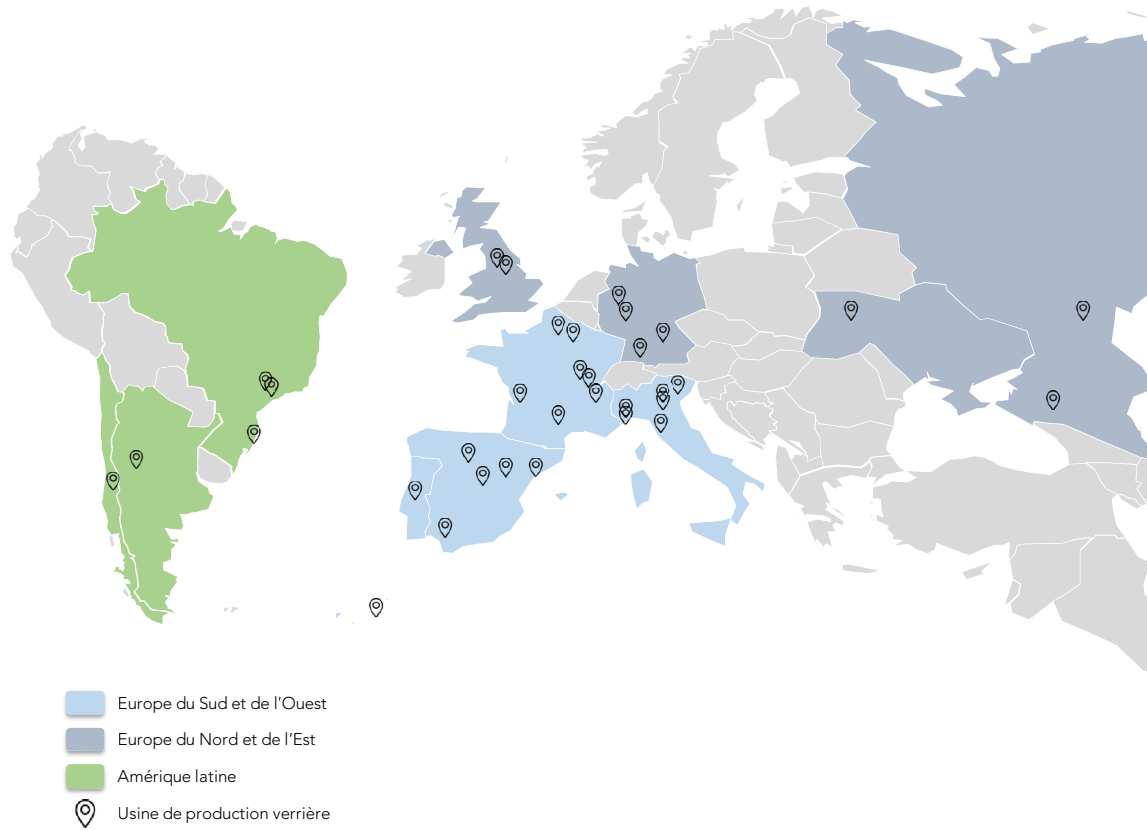 Europe du Sud et de l’Ouest
Europe du Nord et de l’Est
Amérique latine
Usine de production verrière